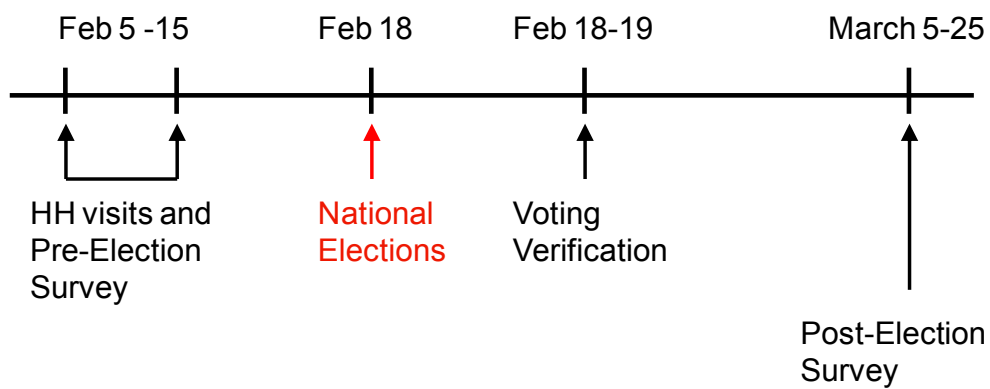 Feb 5 -15
Feb 18
Feb 18-19
March 5-25
HH visits and
Pre-Election
Survey
National
Elections
Voting
Verification
Post-Election
Survey